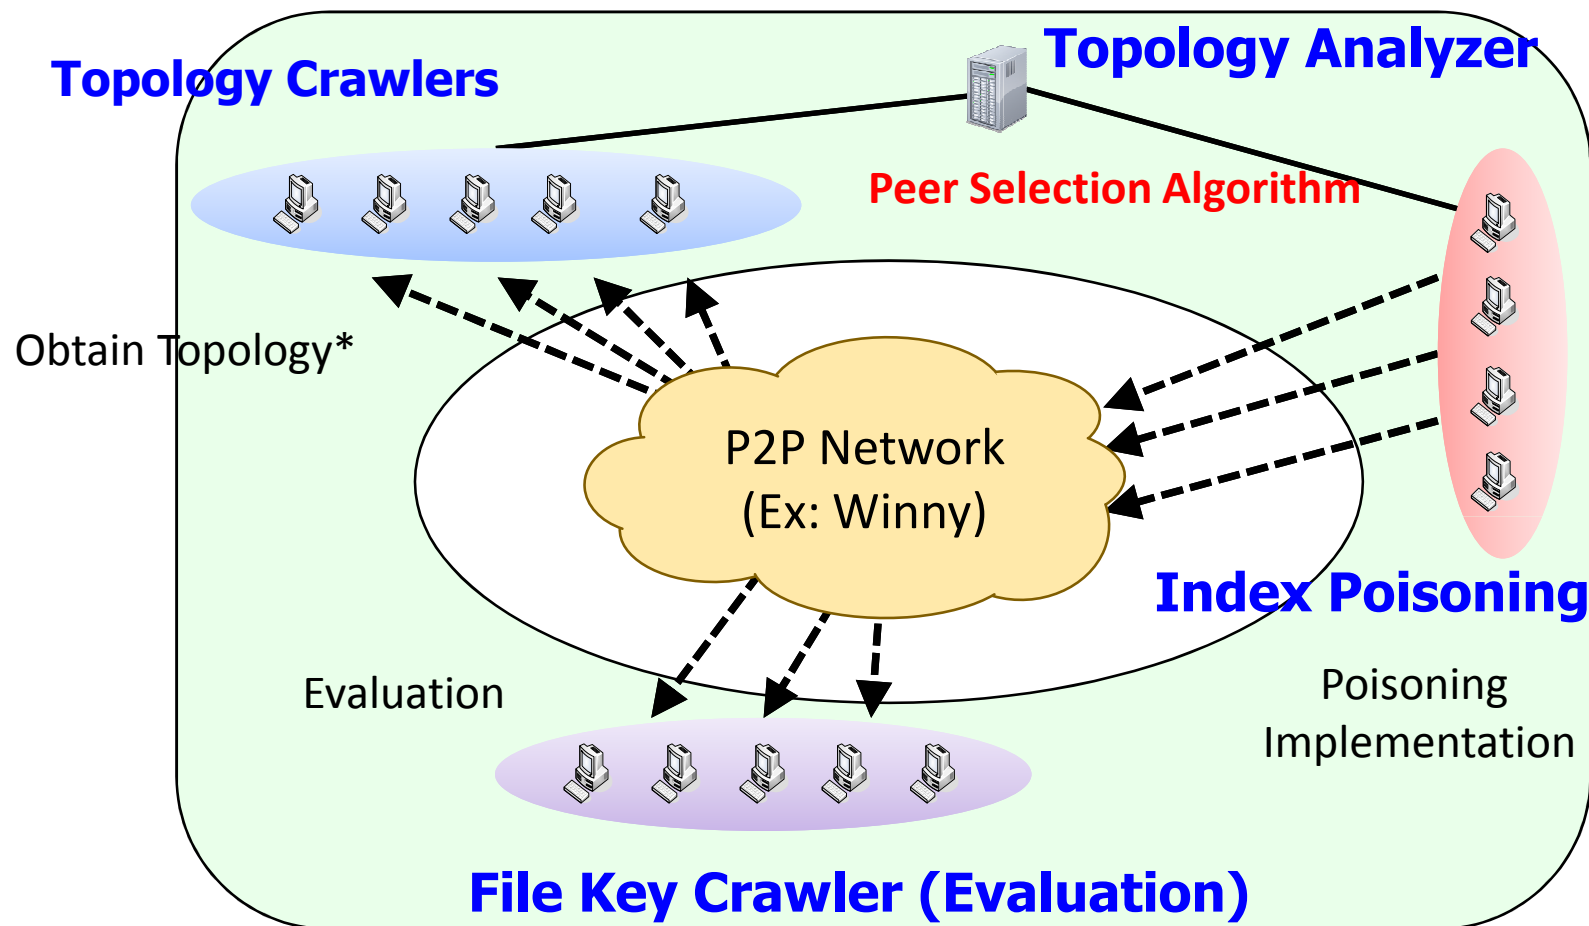 Topology Analyzer
Topology Crawlers
Peer Selection Algorithm
Obtain Topology*
P2P Network
(Ex: Winny)
Index Poisoning
Evaluation
Poisoning
Implementation
File Key Crawler (Evaluation)